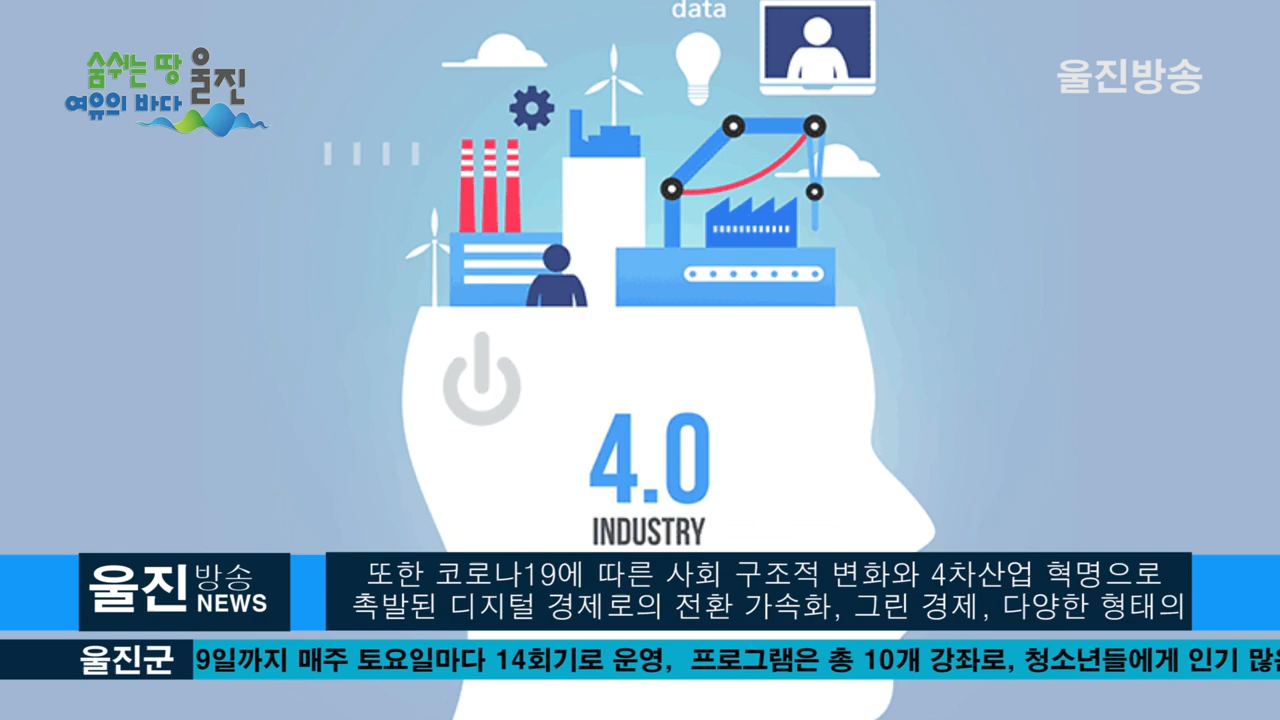 data
숨쉬는 땅 울진
여유의 바다
울진방송
4.0
INDUSTRY
울진 방송 NEWS
또한 코로나19에 따른 사회 구조적 변화와 4차산업 혁명으로
촉발된 디지털 경제로의 전환 가속화, 그린 경제, 다양한 형태의
울진군
9일까지 매주 토요일마다 14회기로 운영, 프로그램은 총 10개 강좌로, 청소년들에게 인기 많은